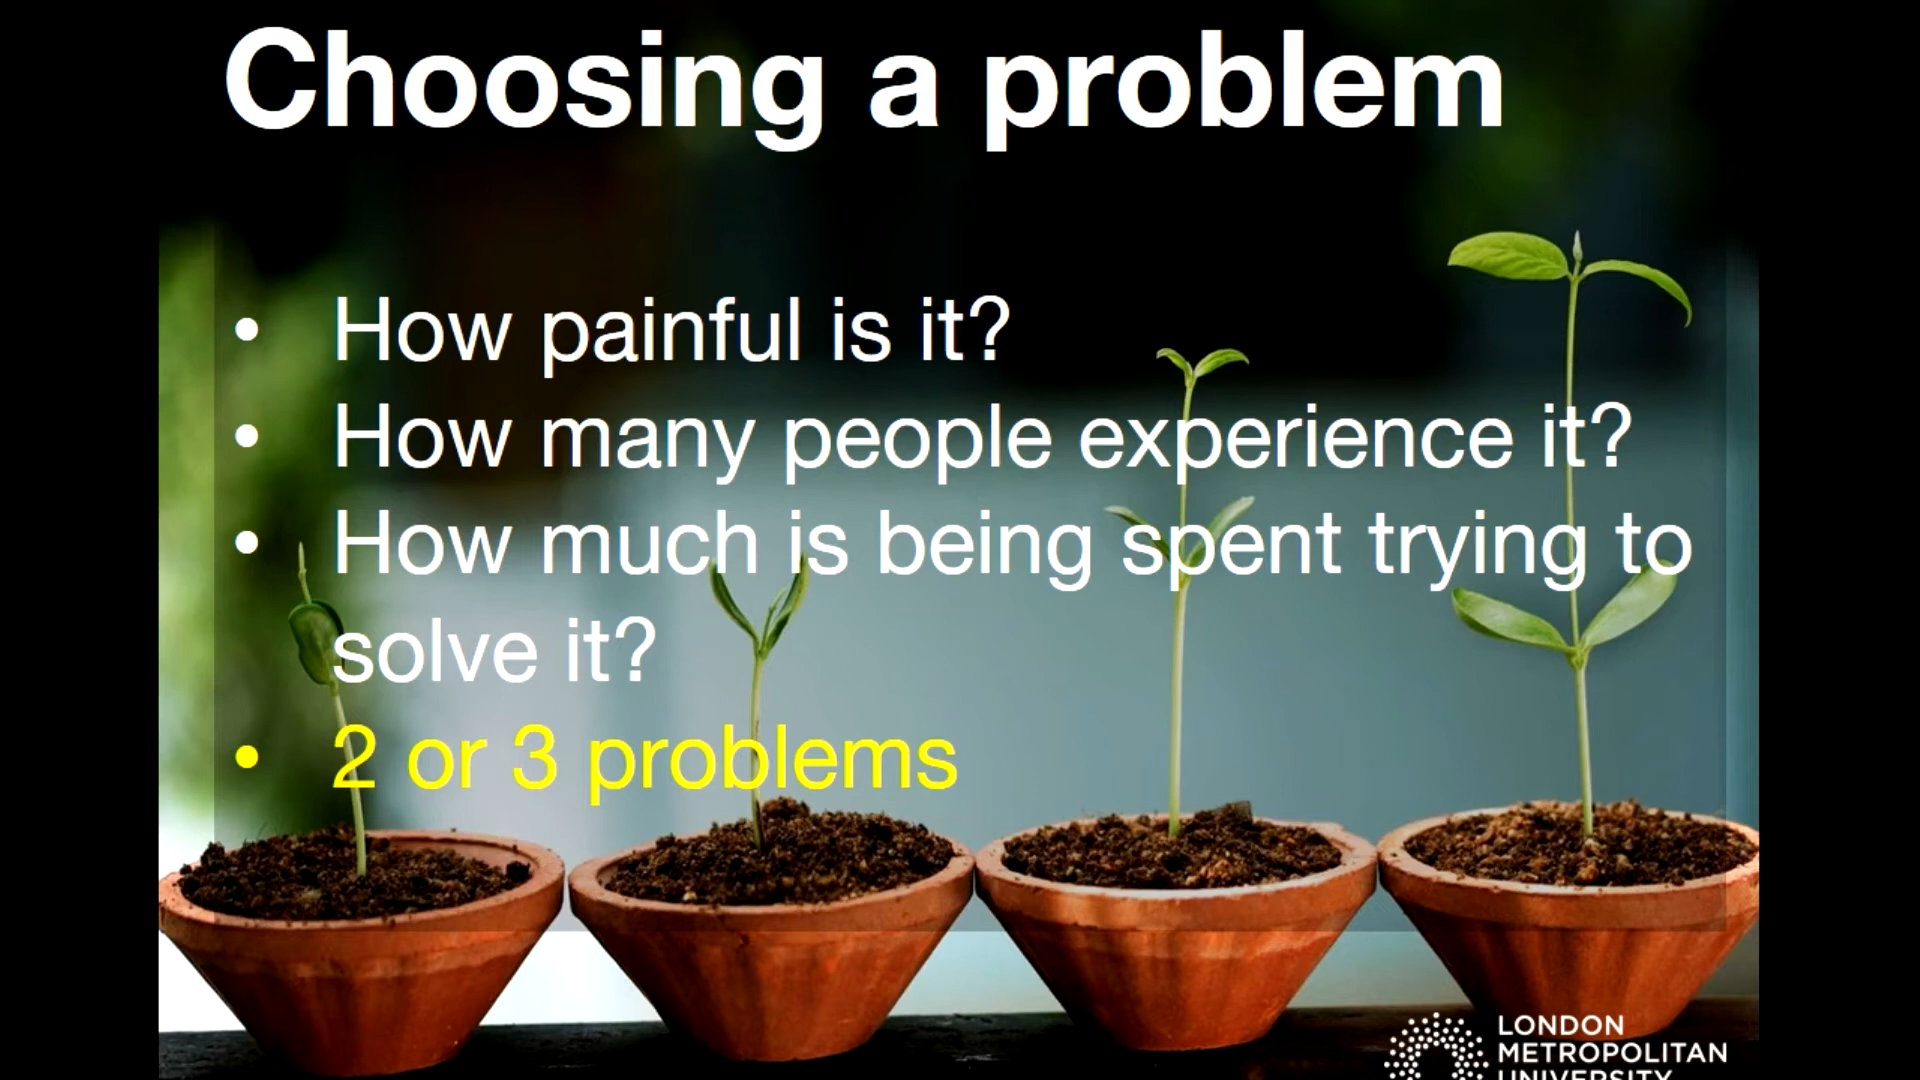 Choosing a problem
• How painful is it?
• How many people experience it?
• How much is being spent trying to
solve it?
• 2 or 3 problems
LONDON
METROPOLITAN
UNIVERSITY